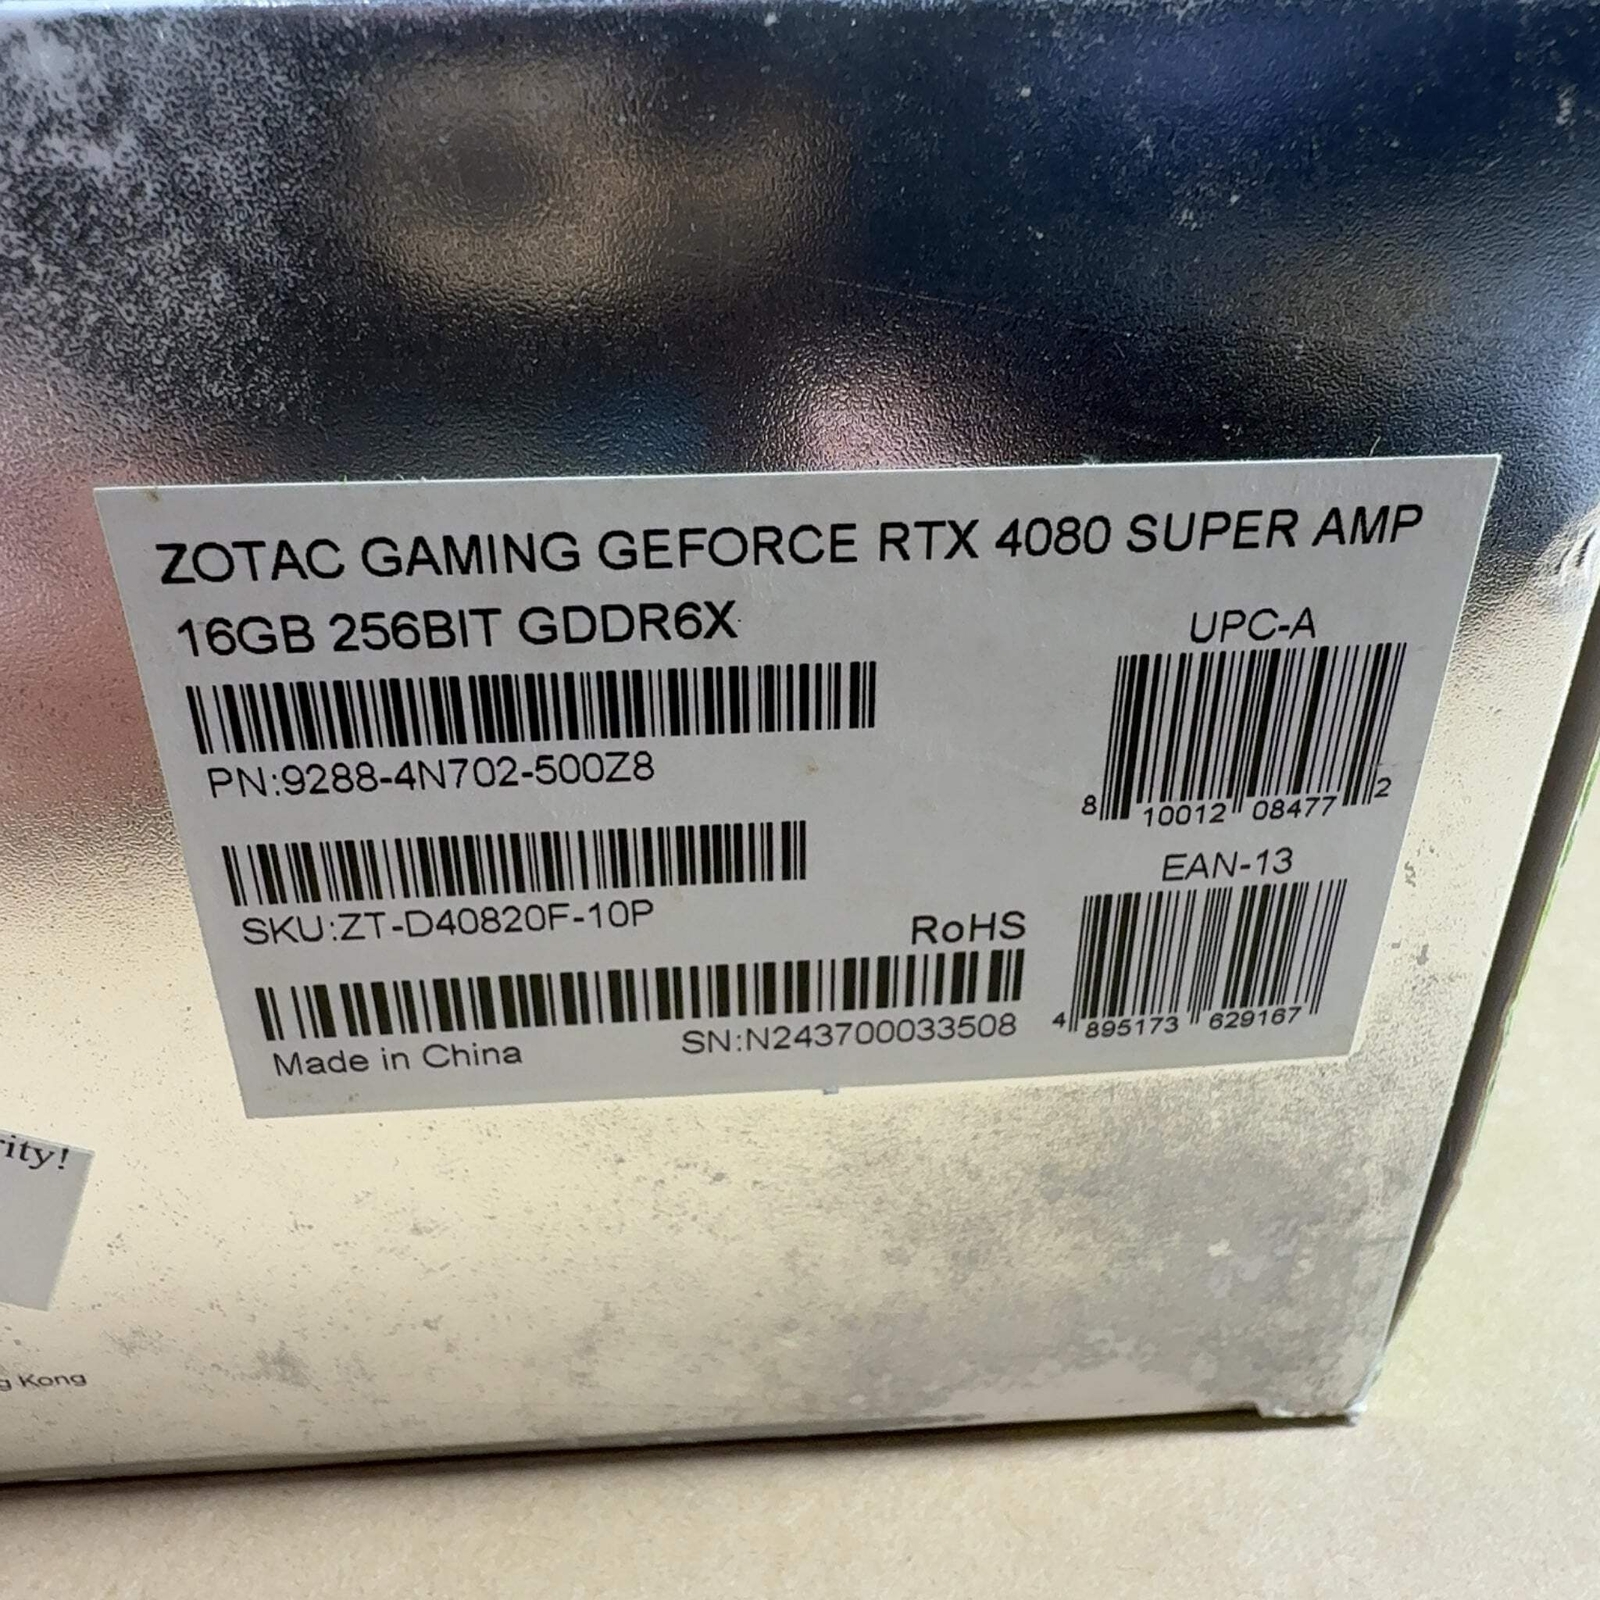 ZOTAC GAMING GEFORCE RTX 4080 SUPER AMP
16GB 256BIT GDDR6X
UPC-A
PN:9288-4N702-500Z8
8 10012 08477 2
EAN-13
SKU:ZT-D40820F-10P
RoHS
4 895173 629167
Made in China
SN:N243700033508
Kong